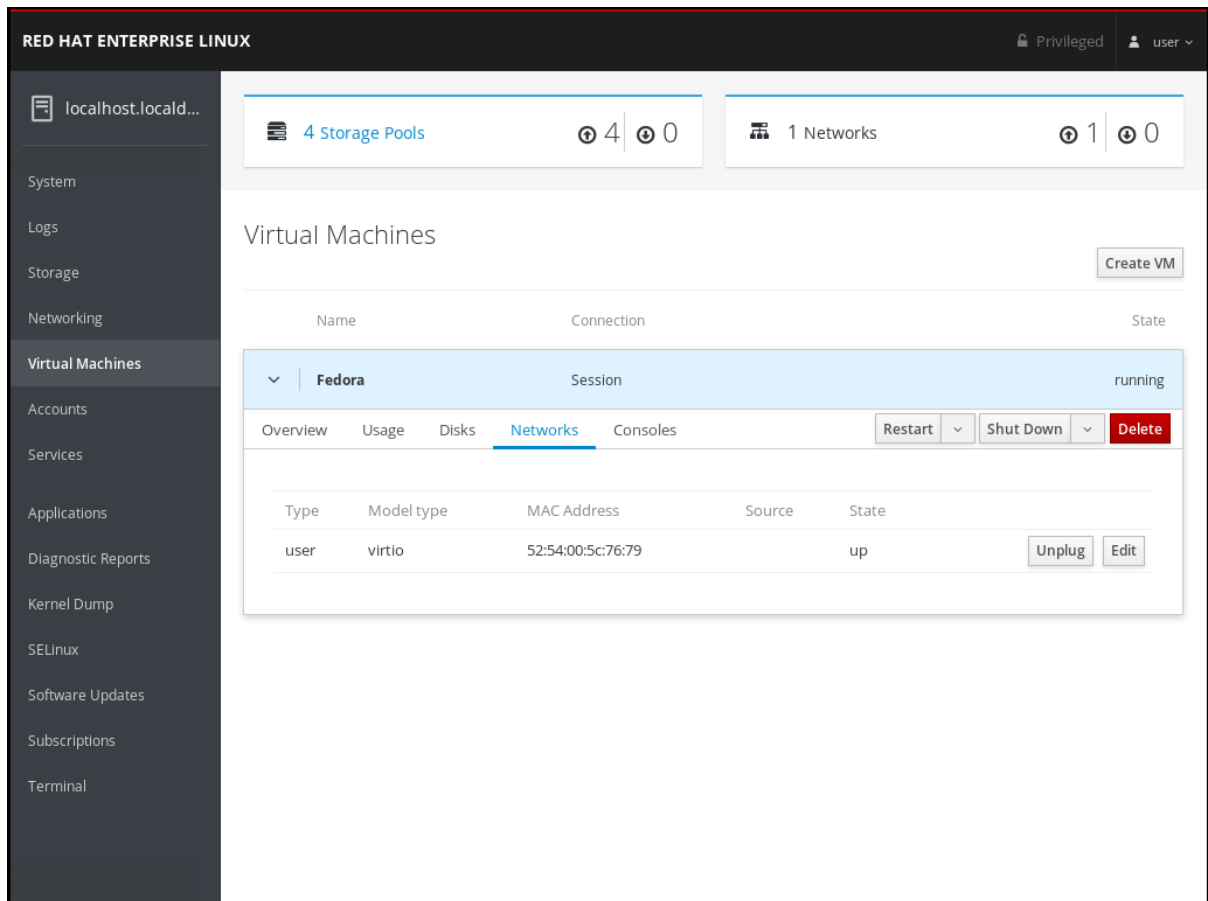 RED HAT ENTERPRISE LINUX Privileged user
localhost.locald...
4 Storage Pools 4 0 1 Networks 1 0
System
Logs
Storage
Networking
Virtual Machines
Accounts
Services
Applications
Diagnostic Reports
Kernel Dump
SELinux
Software Updates
Subscriptions
Terminal
Virtual Machines
Create VM
Name Connection State
Fedora Session running
Overview Usage Disks Networks Consoles Restart Shut Down Delete
Type Model type MAC Address Source State
user virtio 52:54:00:5c:76:79 up Unplug Edit